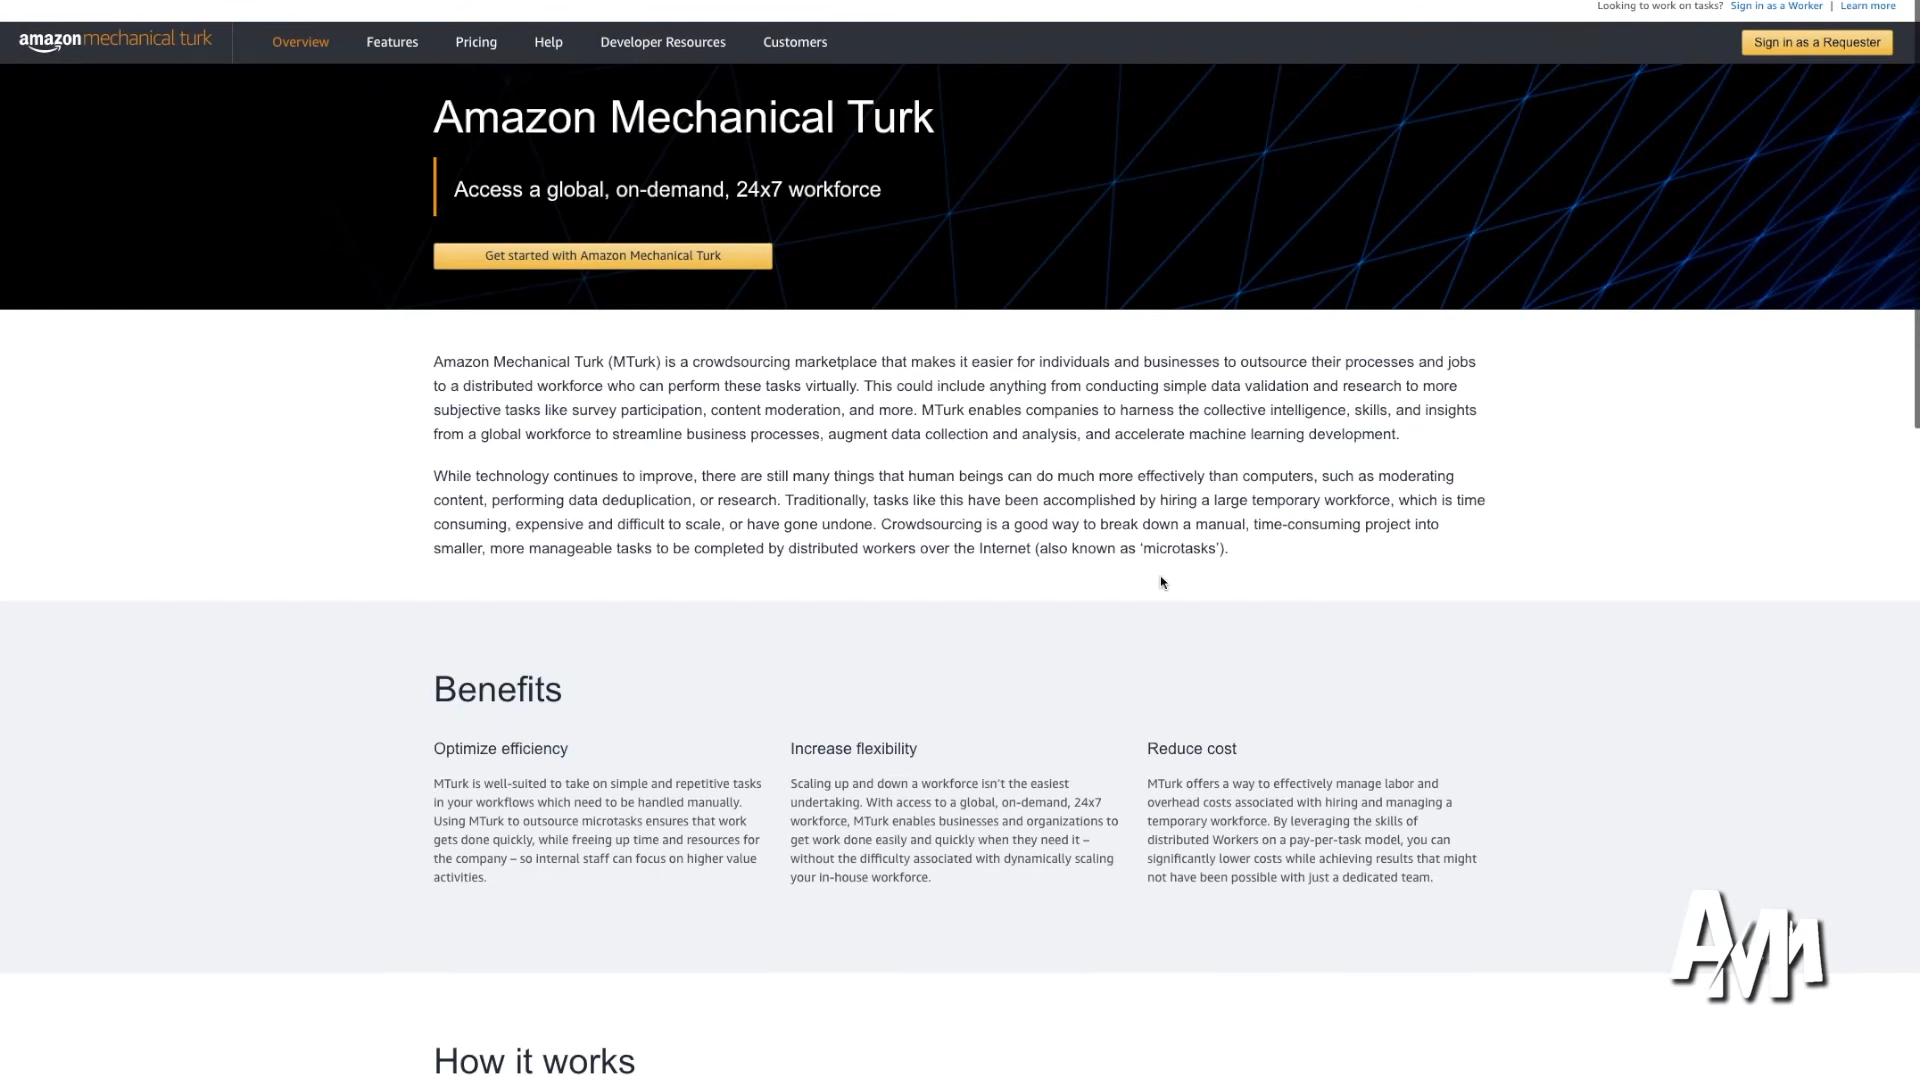 Looking to work on tasks? Sign in as a Worker | Learn more
amazon mechanical turk
Overview
Features
Pricing
Help
Developer Resources
Customers
Sign in as a Requester
Amazon Mechanical Turk
Access a global, on-demand, 24x7 workforce
Get started with Amazon Mechanical Turk
Amazon Mechanical Turk (MTurk) is a crowdsourcing marketplace that makes it easier for individuals and businesses to outsource their processes and jobs
to a distributed workforce who can perform these tasks virtually. This could include anything from conducting simple data validation and research to more
subjective tasks like survey participation, content moderation, and more. MTurk enables companies to harness the collective intelligence, skills, and insights
from a global workforce to streamline business processes, augment data collection and analysis, and accelerate machine learning development.
While technology continues to improve, there are still many things that human beings can do much more effectively than computers, such as moderating
content, performing data deduplication, or research. Traditionally, tasks like this have been accomplished by hiring a large temporary workforce, which is time
consuming, expensive and difficult to scale, or have gone undone. Crowdsourcing is a good way to break down a manual, time-consuming project into
smaller, more manageable tasks to be completed by distributed workers over the Internet (also known as ‘microtasks’).
Benefits
Optimize efficiency
MTurk is well-suited to take on simple and repetitive tasks
in your workflows which need to be handled manually.
Using MTurk to outsource microtasks ensures that work
gets done quickly, while freeing up time and resources for
the company – so internal staff can focus on higher value
activities.
Increase flexibility
Scaling up and down a workforce isn’t the easiest
undertaking. With access to a global, on-demand, 24x7
workforce, MTurk enables businesses and organizations to
get work done easily and quickly when they need it –
without the difficulty associated with dynamically scaling
your in-house workforce.
Reduce cost
MTurk offers a way to effectively manage labor and
overhead costs associated with hiring and managing a
temporary workforce. By leveraging the skills of
distributed Workers on a pay-per-task model, you can
significantly lower costs while achieving results that might
not have been possible with just a dedicated team.
AMM
How it works